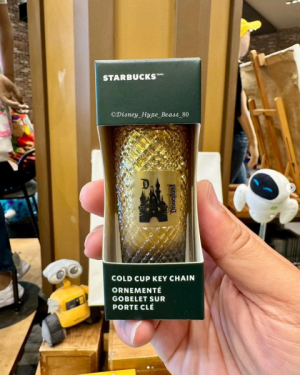 STARBUCKS
©Disney_Hype_Beast_80
D
Disneyland
COLD CUP KEY CHAIN
ORNEMENTÉ
GOBELET SUR
PORTE CLÉ